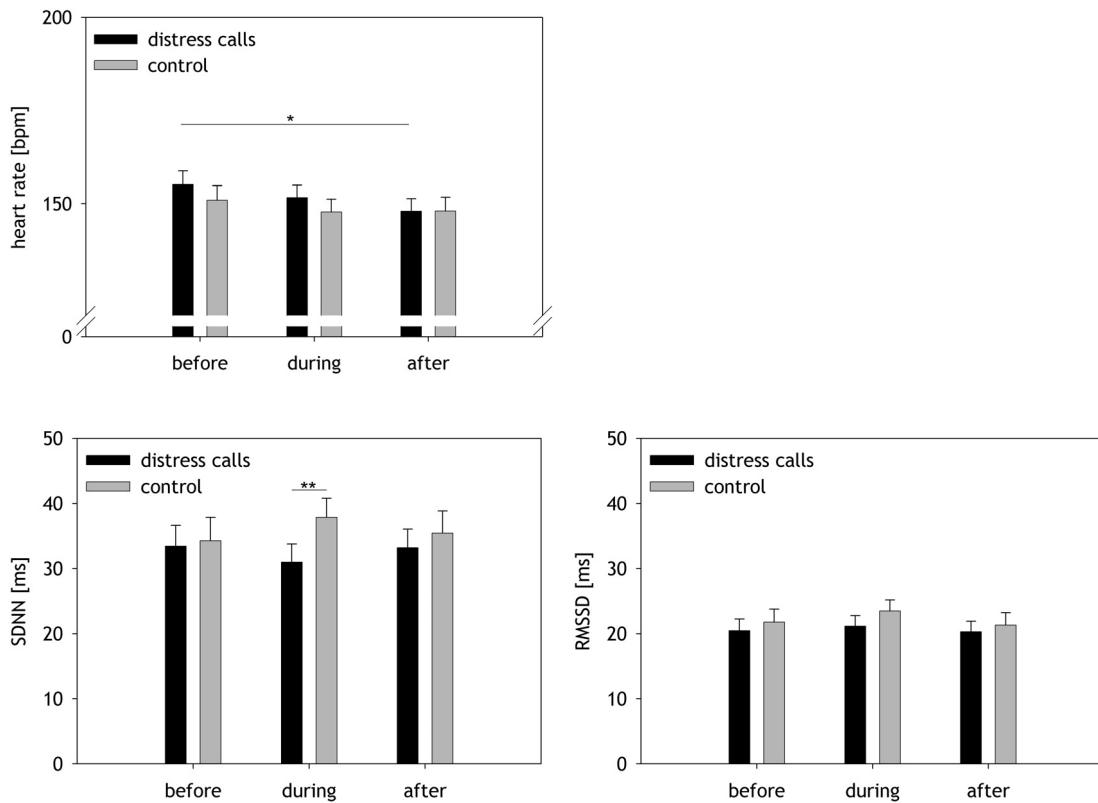 200
distress calls
control
*
heart rate [bpm]
150
0
before during after
50
distress calls
control
40
**
30
SDNN [ms]
20
10
0
before during after
50
distress calls
control
40
30
RMSSD [ms]
20
10
0
before during after